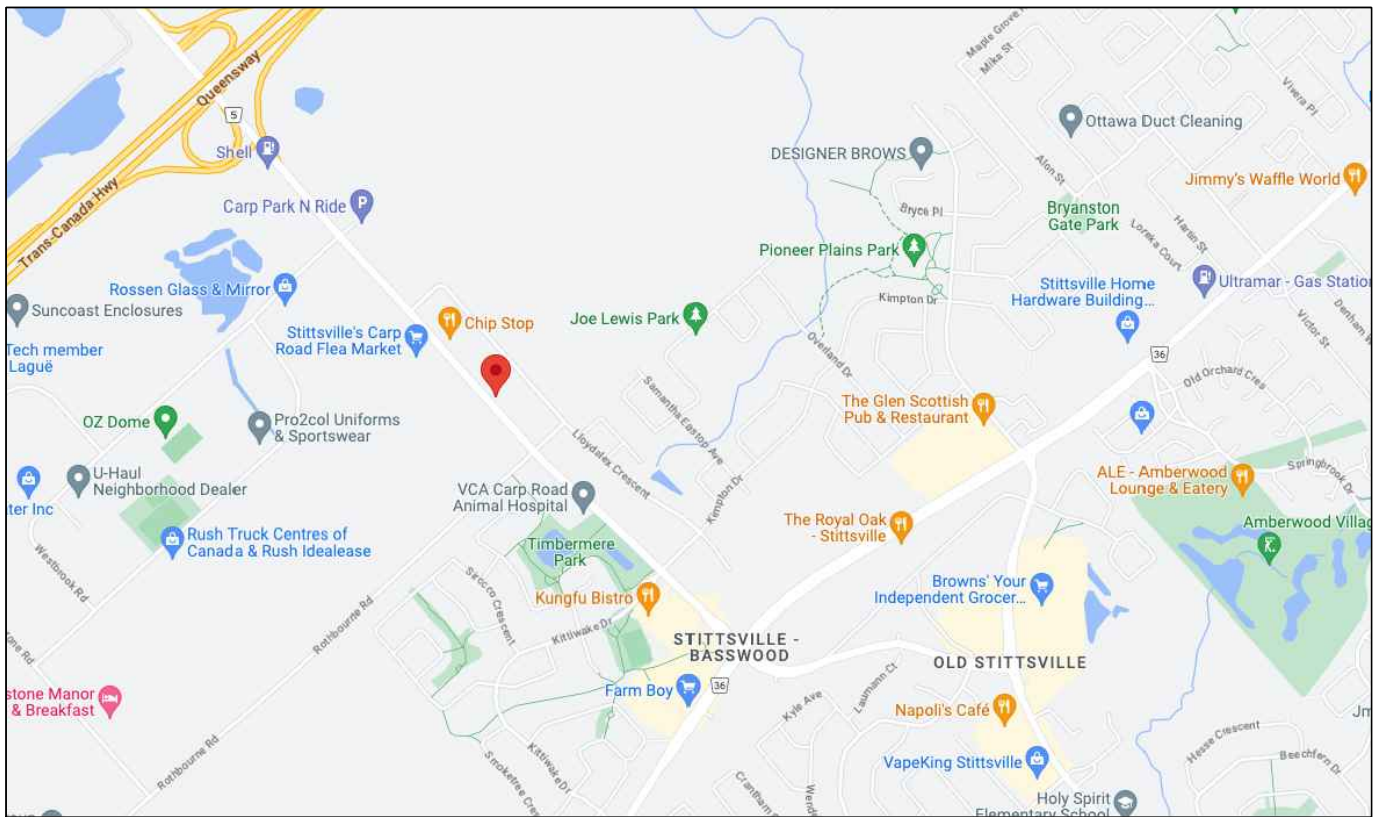 Queensway
5
Shell
Carp Park N Ride
Trans-Canada Hwy
Rossen Glass & Mirror
Suncoast Enclosures
Tech member
Laguë
Stittsville's Carp
Road Flea Market
Chip Stop
Joe Lewis Park
OZ Dome
Pro2col Uniforms
& Sportswear
U-Haul
Neighborhood Dealer
ter Inc
Rush Truck Centres of
Canada & Rush Idealease
Westbrook Rd
Rothbourne Rd
Rothbourne Rd
one Rd
stone Manor
& Breakfast
VCA Carp Road
Animal Hospital
Timbermere
Park
Lloydalex Crescent
Samantha Eastop Ave
Kimpton Dr
Overland Dr
Kungfu Bistro
Sirocco Crescent
Kittiwake Dr
STITTSVILLE -
BASSWOOD
Farm Boy
36
Kittiwake Dr
Smoketree Cres
Crantham
Kyle Ave
Laumann Ct
Wende
Maple Grove R
Mika St
Vivera Pl
Ottawa Duct Cleaning
DESIGNER BROWS
Alon St
Jimmy's Waffle World
Bryce Pl
Bryanston
Gate Park
Pioneer Plains Park
Loreka Court
Hartin St
Kimpton Dr
Stittsville Home
Hardware Building...
Ultramar - Gas Station
Victor St
Denham W
36
Old Orchard Cres
The Glen Scottish
Pub & Restaurant
ALE - Amberwood
Lounge & Eatery
Springbrook Dr
The Royal Oak
- Stittsville
Amberwood Villag
Browns' Your
Independent Grocer...
OLD STITTSVILLE
Napoli's Café
VapeKing Stittsville
Hesse Crescent
Beechfern Dr
Jm
Holy Spirit
Elementary School